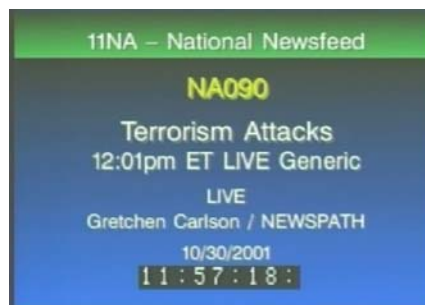 11NA – National Newsfeed
NA090
Terrorism Attacks
12:01pm ET LIVE Generic
LIVE
Gretchen Carlson / NEWSPATH
10/30/2001
11:57:18: